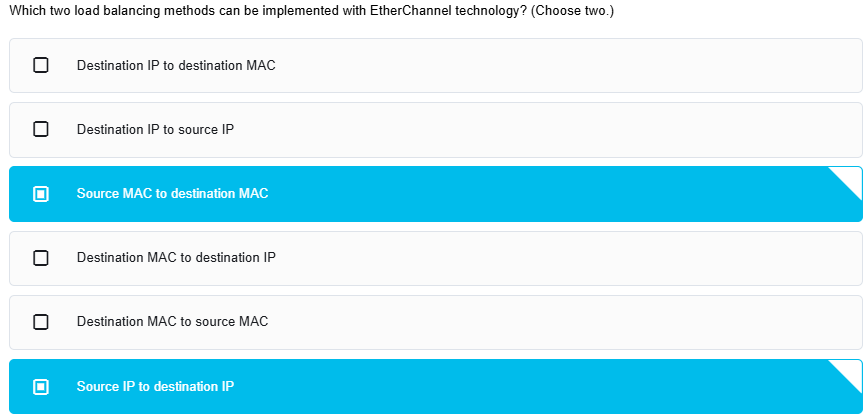 Which two load balancing methods can be implemented with EtherChannel technology? (Choose two.)
Destination IP to destination MAC
Destination IP to source IP
Source MAC to destination MAC
Destination MAC to destination IP
Destination MAC to source MAC
Source IP to destination IP